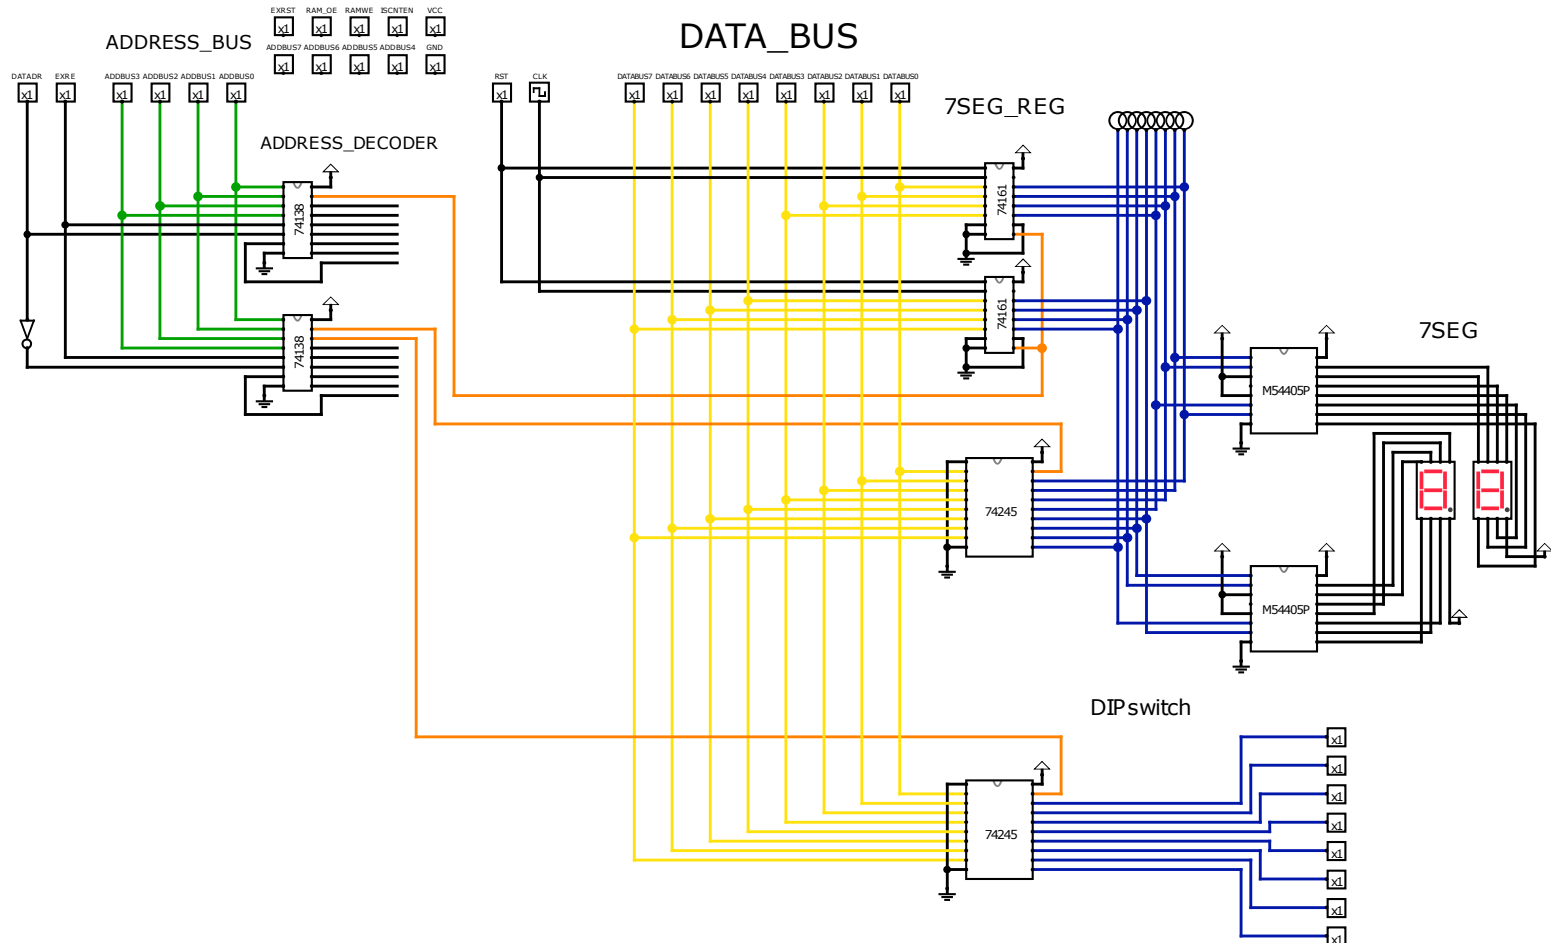 EXRST RAM_OE RAMWE ISCNTEN VCC
x1 x1 x1 x1 x1
ADDRESS_BUS
DATA_BUS
ADDBUS7 ADDBUS6 ADDBUS5 ADDBUS4 GND
x1 x1 x1 x1 x1
DATADR EXRE ADDBUS3 ADDBUS2 ADDBUS1 ADDBUS0
x1 x1 x1 x1 x1 x1
RST CLK
x1
DATABUS7 DATABUS6 DATABUS5 DATABUS4 DATABUS3 DATABUS2 DATABUS1 DATABUS0
x1 x1 x1 x1 x1 x1 x1 x1
7SEG_REG
ADDRESS_DECODER
74138
74161
74161
74138
7SEG
M54405P
74245
M54405P
DIPswitch
x1
x1
x1
x1
74245
x1
x1
x1
x1